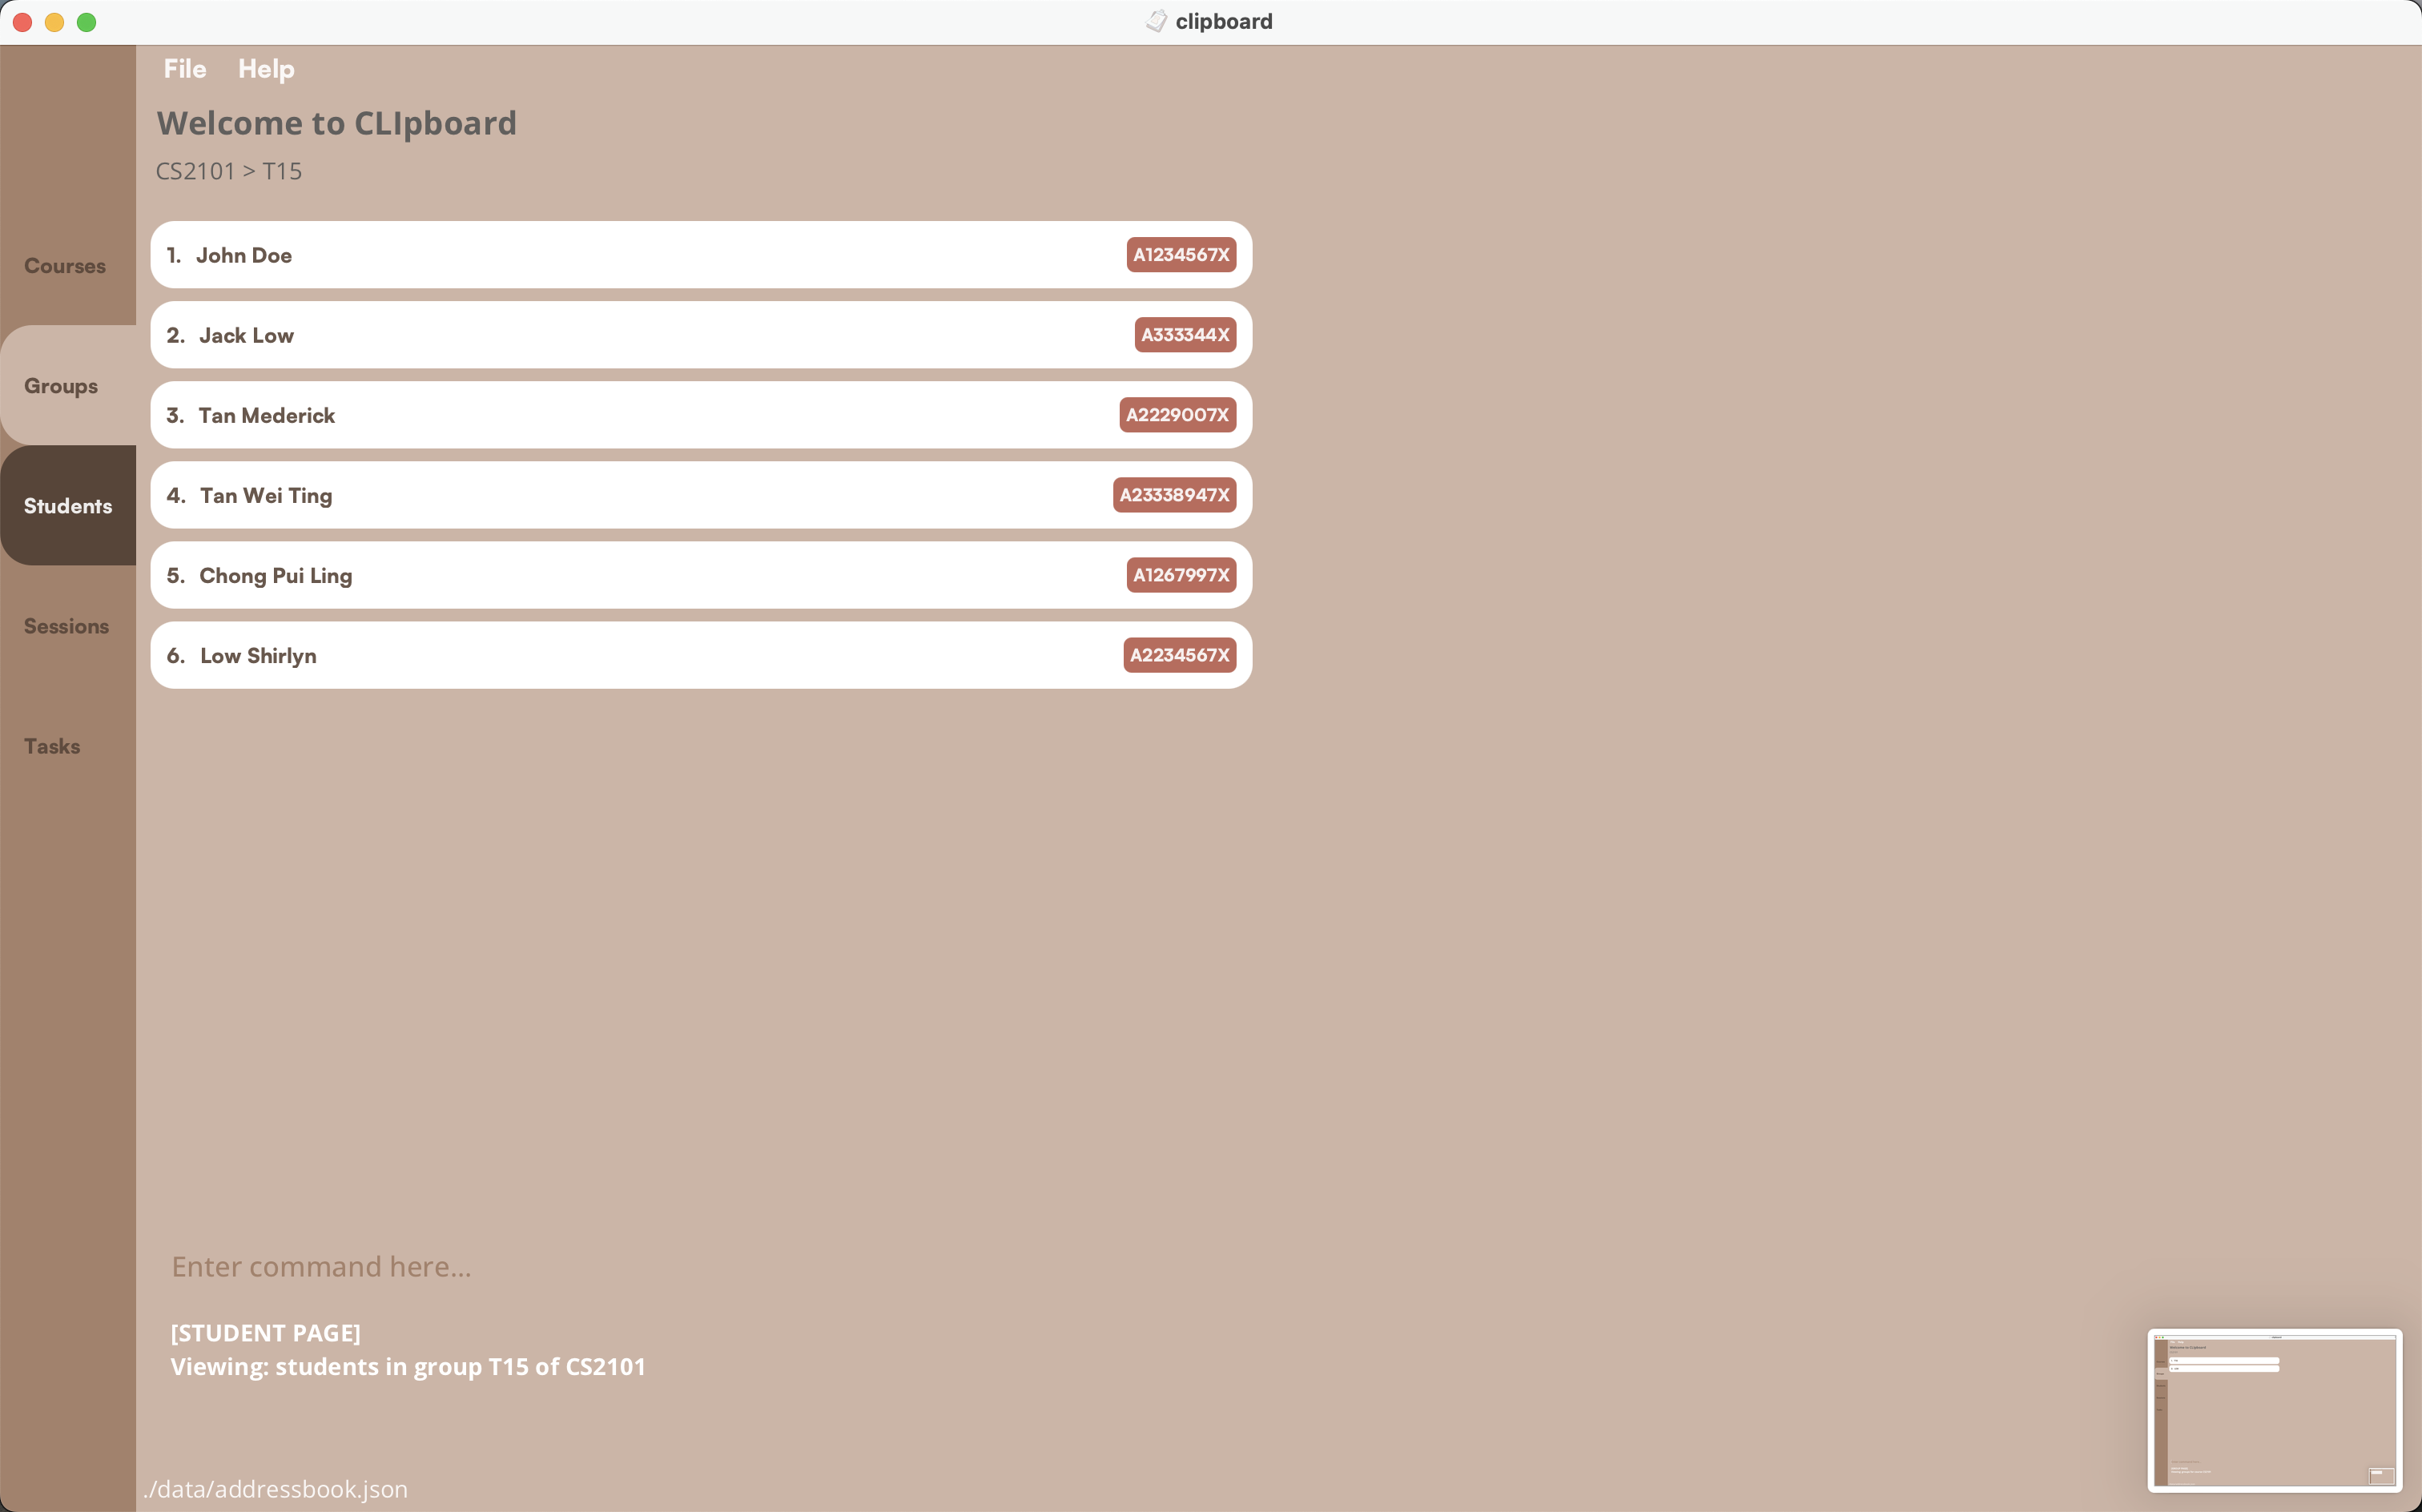 clipboard
File Help
Welcome to CLIpboard
CS2101 > T15
1. John Doe A1234567X
Courses
2. Jack Low A333344X
Groups
3. Tan Mederick A2229007X
4. Tan Wei Ting A23338947X
Students
5. Chong Pui Ling A1267997X
Sessions
6. Low Shirlyn A2234567X
Tasks
Enter command here...
[STUDENT PAGE]
Viewing: students in group T15 of CS2101
./data/addressbook.json